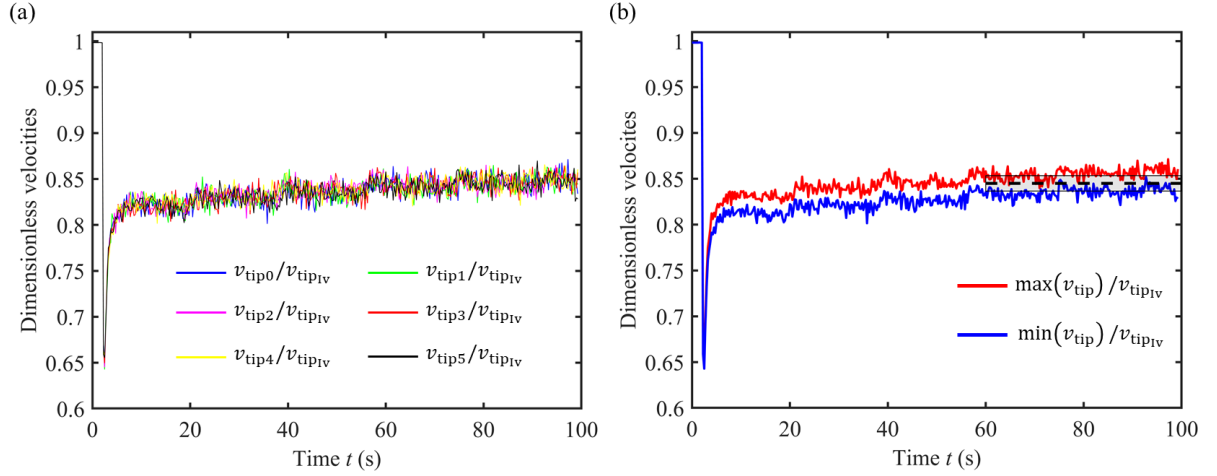 (a)
Dimensionless velocities
1
0.95
0.9
0.85
0.8
0.75
0.7
0.65
0.6
0
20
40
60
80
100
Time t (s)
v_tip0/v_tip_Iv
v_tip1/v_tip_Iv
v_tip2/v_tip_Iv
v_tip3/v_tip_Iv
v_tip4/v_tip_Iv
v_tip5/v_tip_Iv
(b)
Dimensionless velocites
1
0.95
0.9
0.85
0.8
0.75
0.7
0.65
0.6
0
20
40
60
80
100
Time t (s)
max(v_tip)/v_tip_Iv
min(v_tip)/v_tip_Iv